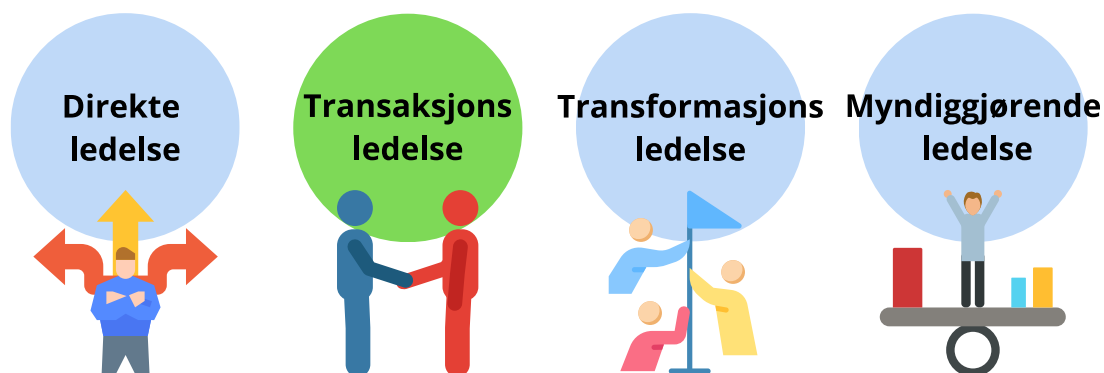 Direkte
ledelse
Transaksjons
ledelse
Transformasjons
ledelse
Myndiggjørende
ledelse